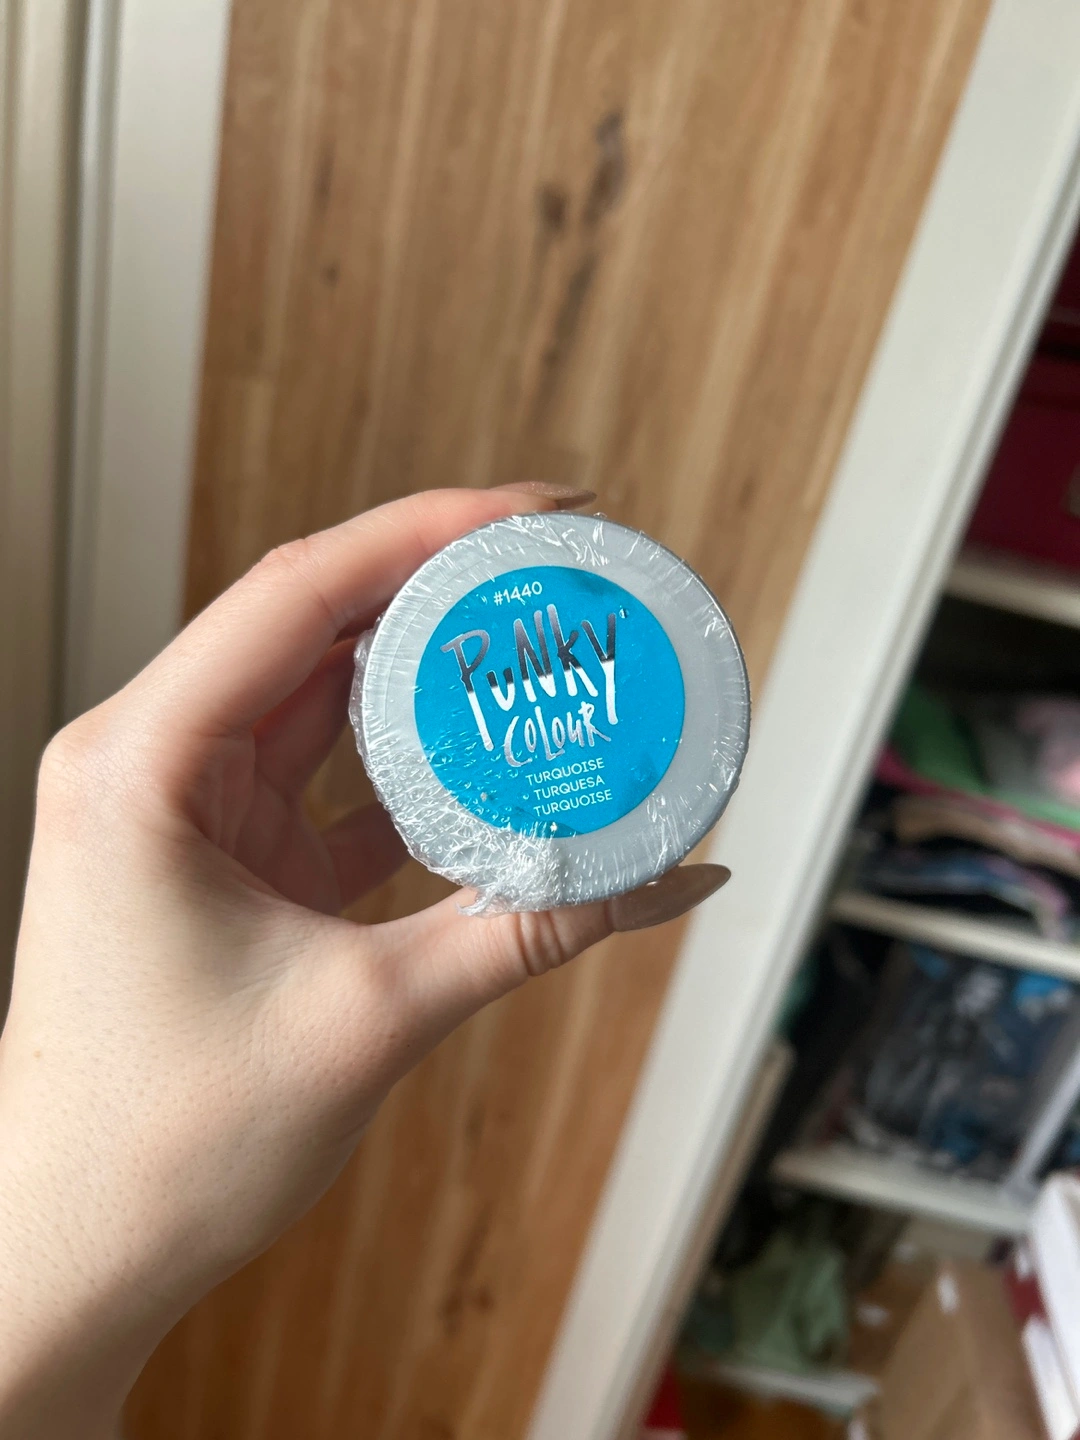 #1440
PUNKY
COLOUR
TURQUOISE
TURQUESA
TURQUOISE